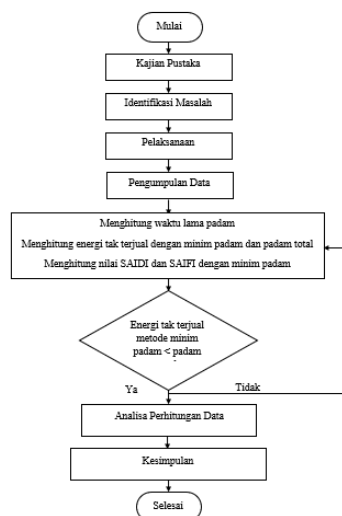 Mulai
Kajian Pustaka
Identifikasi Masalah
Pelaksanaan
Pengumpulan Data
Menghitung waktu lama padam
Menghitung energi tak terjual dengan minim padam dan padam total
Menghitung nilai SAIDI dan SAIFI dengan minim padam
Energi tak terjual
metode minim
padam < padam
Ya
Tidak
Analisa Perhitungan Data
Kesimpulan
Selesai